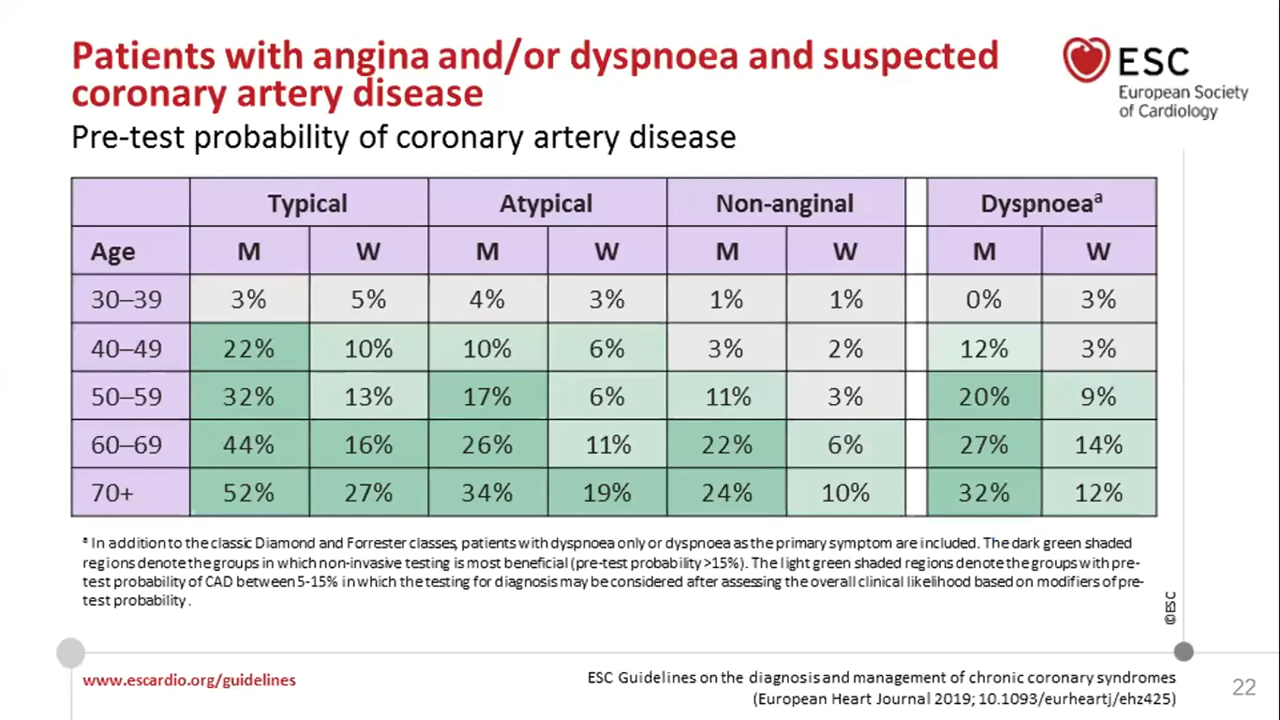 Patients with angina and/or dyspnoea and suspected
coronary artery disease
Pre-test probability of coronary artery disease
ESC
European Society
of Cardiology
Typical Atypical Non-anginal Dyspnoeaª
Age M W M W M W M W
30–39 3% 5% 4% 3% 1% 1% 0% 3%
40–49 22% 10% 10% 6% 3% 2% 12% 3%
50–59 32% 13% 17% 6% 11% 3% 20% 9%
60–69 44% 16% 26% 11% 22% 6% 27% 14%
70+ 52% 27% 34% 19% 24% 10% 32% 12%
ª In addition to the classic Diamond and Forrester classes, patients with dyspnoea only or dyspnoea as the primary symptom are included. The dark green shaded
regions denote the groups in which non-invasive testing is most beneficial (pre-test probability >15%). The light green shaded regions denote the groups with pre-
test probability of CAD between 5-15% in which the testing for diagnosis may be considered after assessing the overall clinical likelihood based on modifiers of pre-
test probability.
©ESC
www.escardio.org/guidelines
ESC Guidelines on the diagnosis and management of chronic coronary syndromes
(European Heart Journal 2019; 10.1093/eurheartj/ehz425)
22